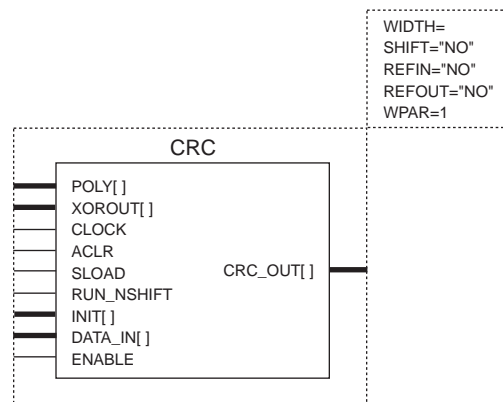 WIDTH=
SHIFT="NO"
REFIN="NO"
REFOUT="NO"
WPAR=1
CRC
POLY[ ]
XOROUT[ ]
CLOCK
ACLR
SLOAD
RUN_NSHIFT
INIT[ ]
DATA_IN[ ]
ENABLE
CRC_OUT[ ]